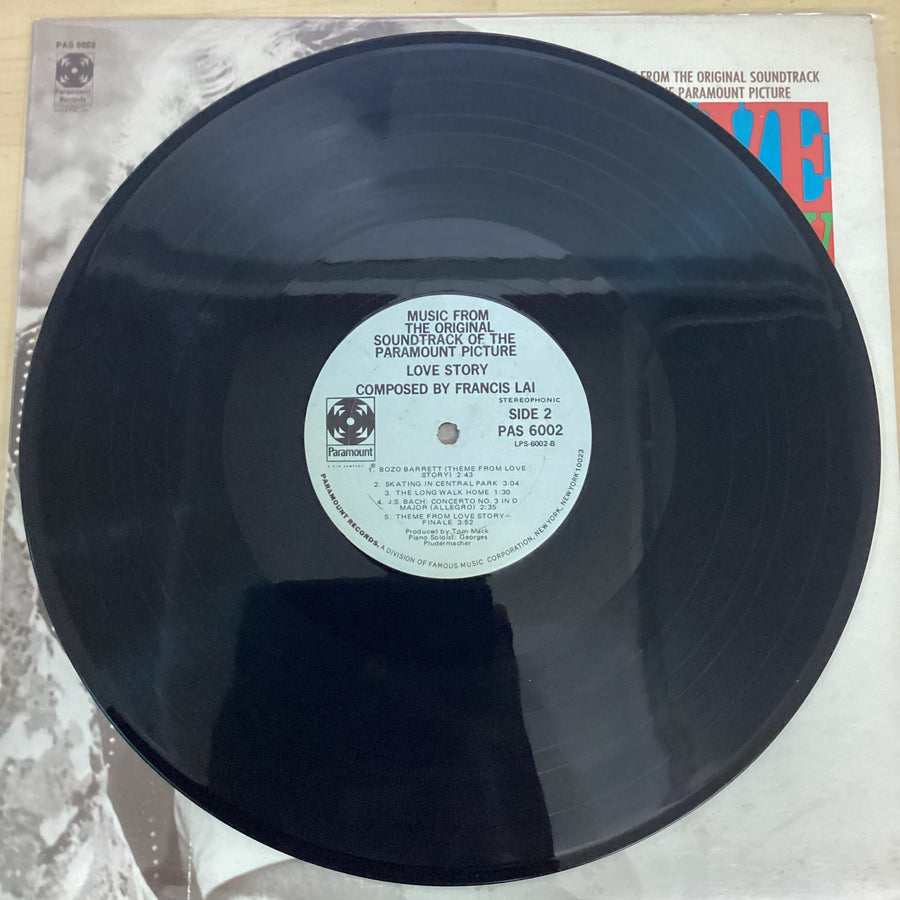 PAS 6002
Paramount
Records
FROM THE ORIGINAL SOUNDTRACK
PARAMOUNT PICTURE
VE
Y
MUSIC FROM
THE ORIGINAL
SOUNDTRACK OF THE
PARAMOUNT PICTURE
LOVE STORY
COMPOSED BY FRANCIS LAI
STEREOPHONIC
SIDE 2
PAS 6002
LPS-6002-B
Paramount
1. BOZO BARRETT (THEME FROM LOVE
STORY) 2:43
2. SKATING IN CENTRAL PARK 3:04
3. THE LONG WALK HOME 1:30
4. J.S. BACH: CONCERTO NO. 3 IN D
MAJOR (ALLEGRO) 2:35
5. THEME FROM LOVE STORY—
FINALE 3:52
Produced by Tom Mack
Piano Soloist: Georges
Pludermacher
PARAMOUNT RECORDS, A DIVISION OF FAMOUS MUSIC CORPORATION, NEW YORK, NEW YORK 10023